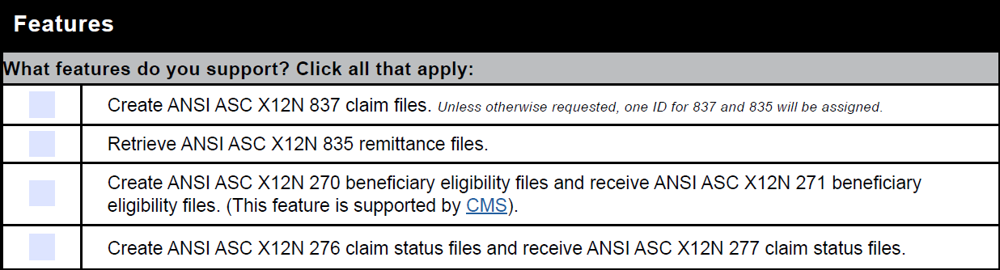 Features
What features do you support? Click all that apply:
Create ANSI ASC X12N 837 claim files. Unless otherwise requested, one ID for 837 and 835 will be assigned.
Retrieve ANSI ASC X12N 835 remittance files.
Create ANSI ASC X12N 270 beneficiary eligibility files and receive ANSI ASC X12N 271 beneficiary
eligibility files. (This feature is supported by CMS).
Create ANSI ASC X12N 276 claim status files and receive ANSI ASC X12N 277 claim status files.